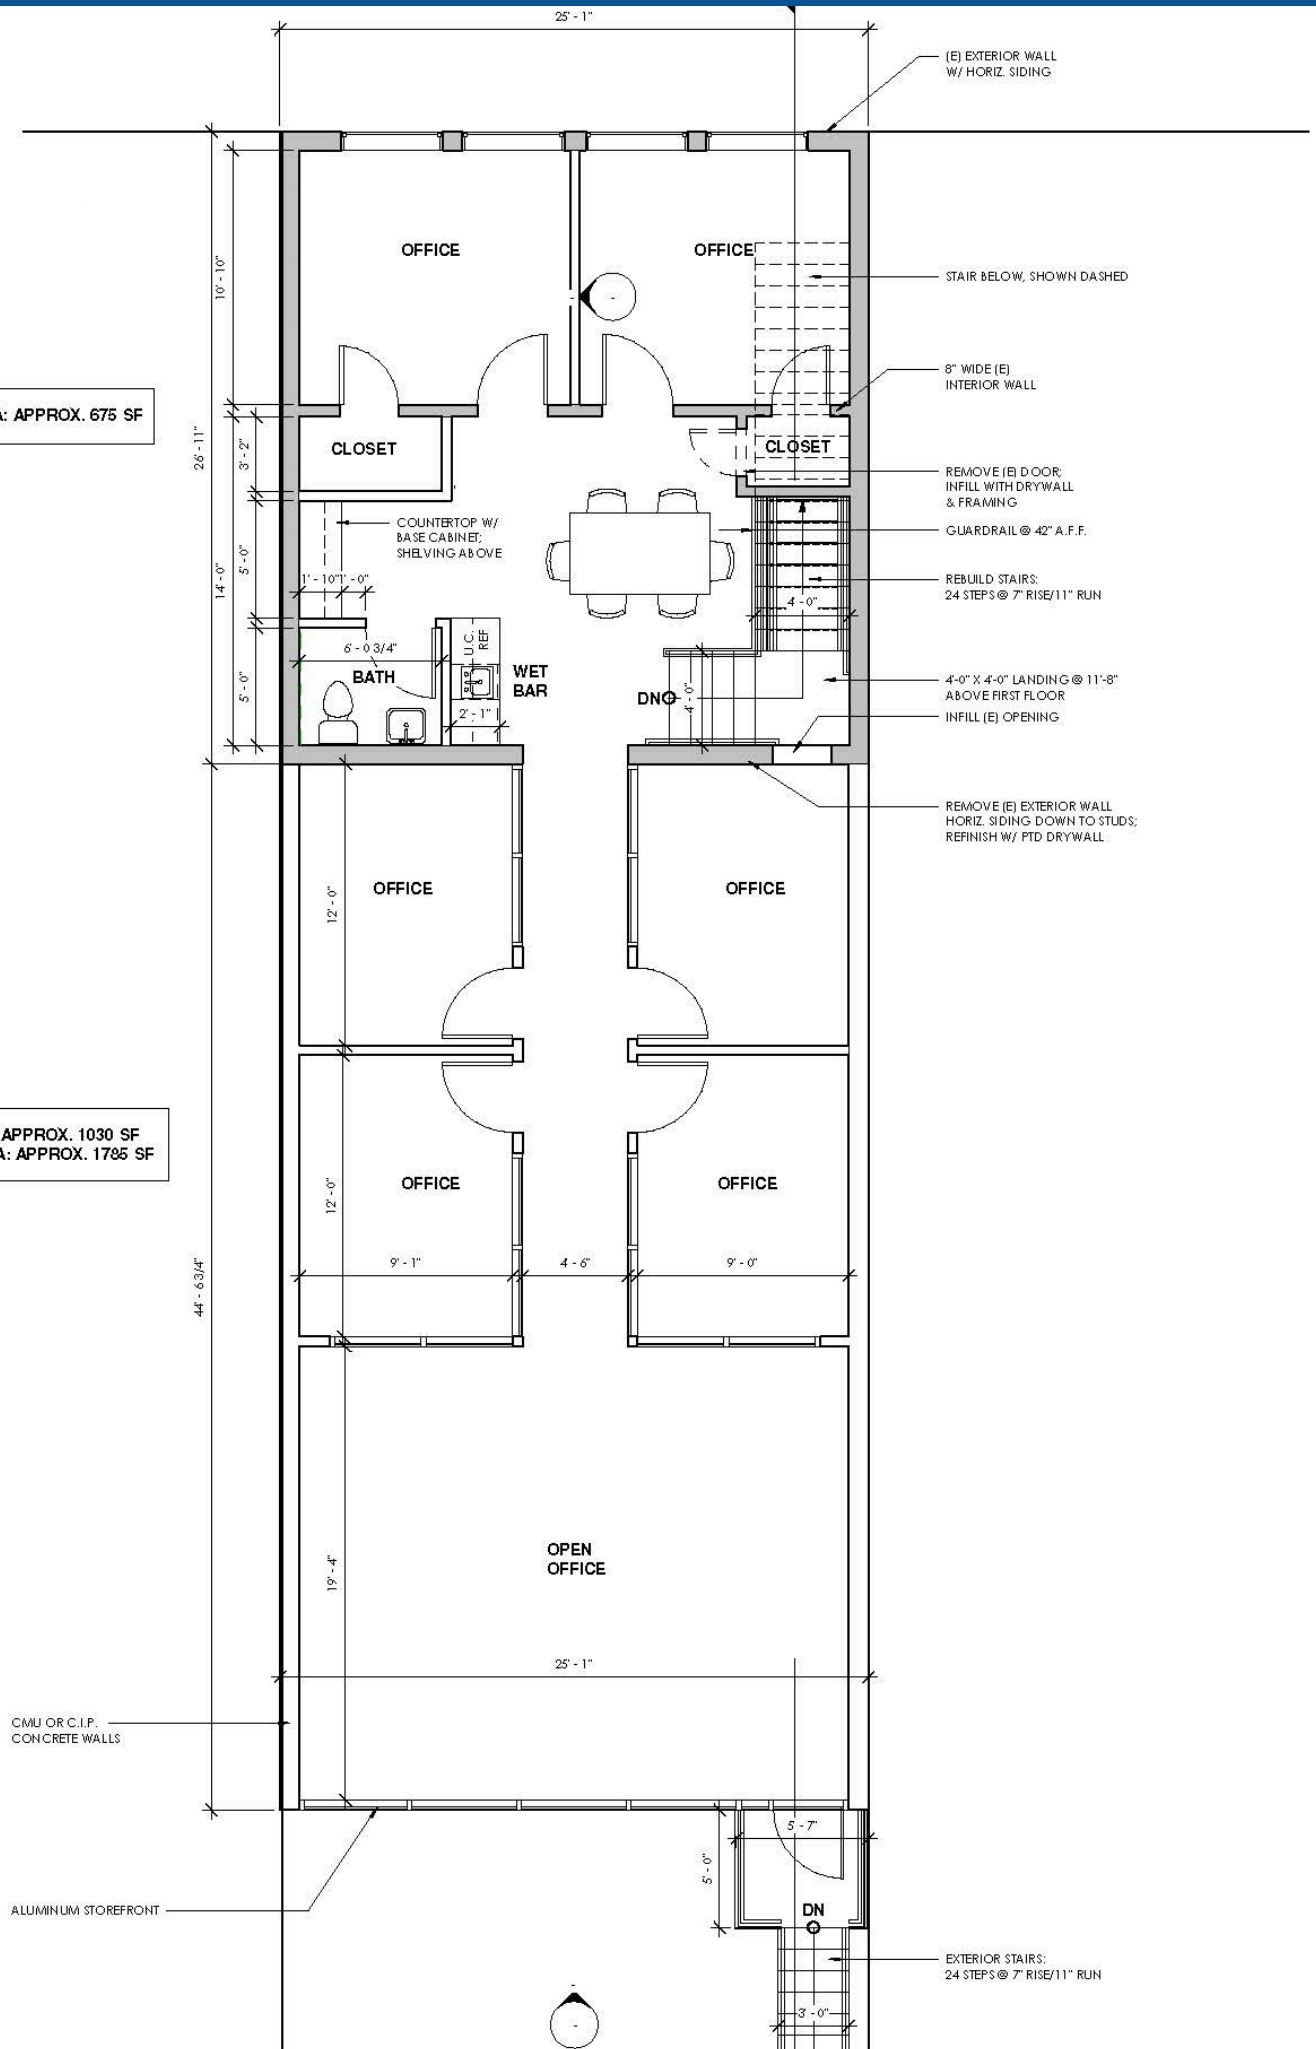 25' - 1"
(E) EXTERIOR WALL
W/ HORIZ. SIDING
OFFICE
OFFICE
10' - 10"
STAIR BELOW, SHOWN DASHED
-
-
8" WIDE (E)
INTERIOR WALL
A: APPROX. 675 SF
26' - 11"
3' - 2"
CLOSET
CLOSET
REMOVE (E) DOOR;
INFILL WITH DRYWALL
& FRAMING
COUNTERTOP W/
BASE CABINET;
SHELVING ABOVE
GUARDRAIL @ 42" A.F.F.
14' - 0"
5' - 0"
1' - 10"
1' - 0"
REBUILD STAIRS:
24 STEPS @ 7" RISE/11" RUN
4' - 0"
U.C.
REF
6' - 0 3/4"
BATH
WET
BAR
5' - 0"
2' - 1"
DN
4' - 0"
4'-0" X 4'-0" LANDING @ 11'-8"
ABOVE FIRST FLOOR
INFILL (E) OPENING
REMOVE (E) EXTERIOR WALL
HORIZ. SIDING DOWN TO STUDS;
REFINISH W/ PTD DRYWALL
OFFICE
OFFICE
12' - 0"
APPROX. 1030 SF
A: APPROX. 1785 SF
OFFICE
OFFICE
12' - 0"
9' - 1"
4' - 6"
9' - 0"
44' - 6 3/4"
OPEN
OFFICE
19' - 4"
25' - 1"
CMU OR C.I.P.
CONCRETE WALLS
5' - 7"
5' - 0"
ALUMINUM STOREFRONT
DN
EXTERIOR STAIRS:
24 STEPS @ 7" RISE/11" RUN
3' - 0"
-
-